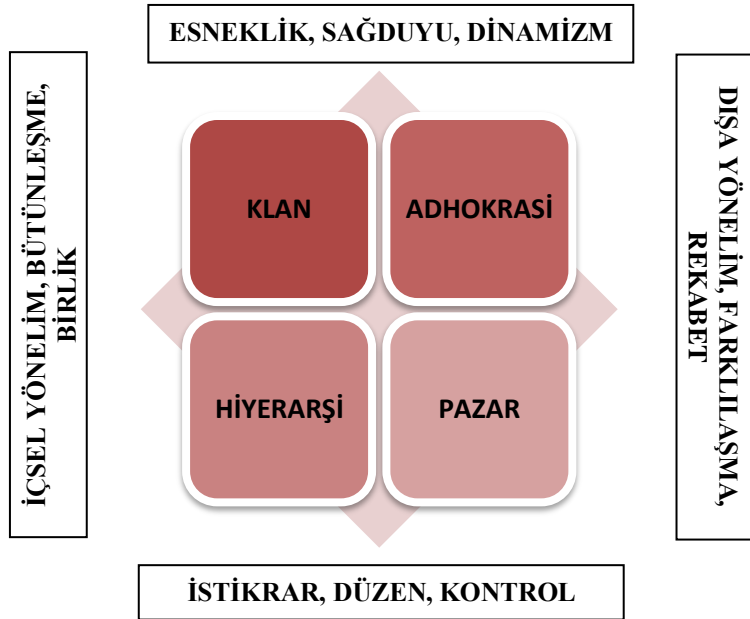 ESNEKLİK, SAĞDUYU, DİNAMİZM
İÇSEL YÖNELİM, BÜTÜNLEŞME,
BİRLİK
KLAN
ADHOKRASİ
DIŞA YÖNELİM, FARKLILAŞMA,
REKABET
HİYERARŞİ
PAZAR
İSTİKRAR, DÜZEN, KONTROL